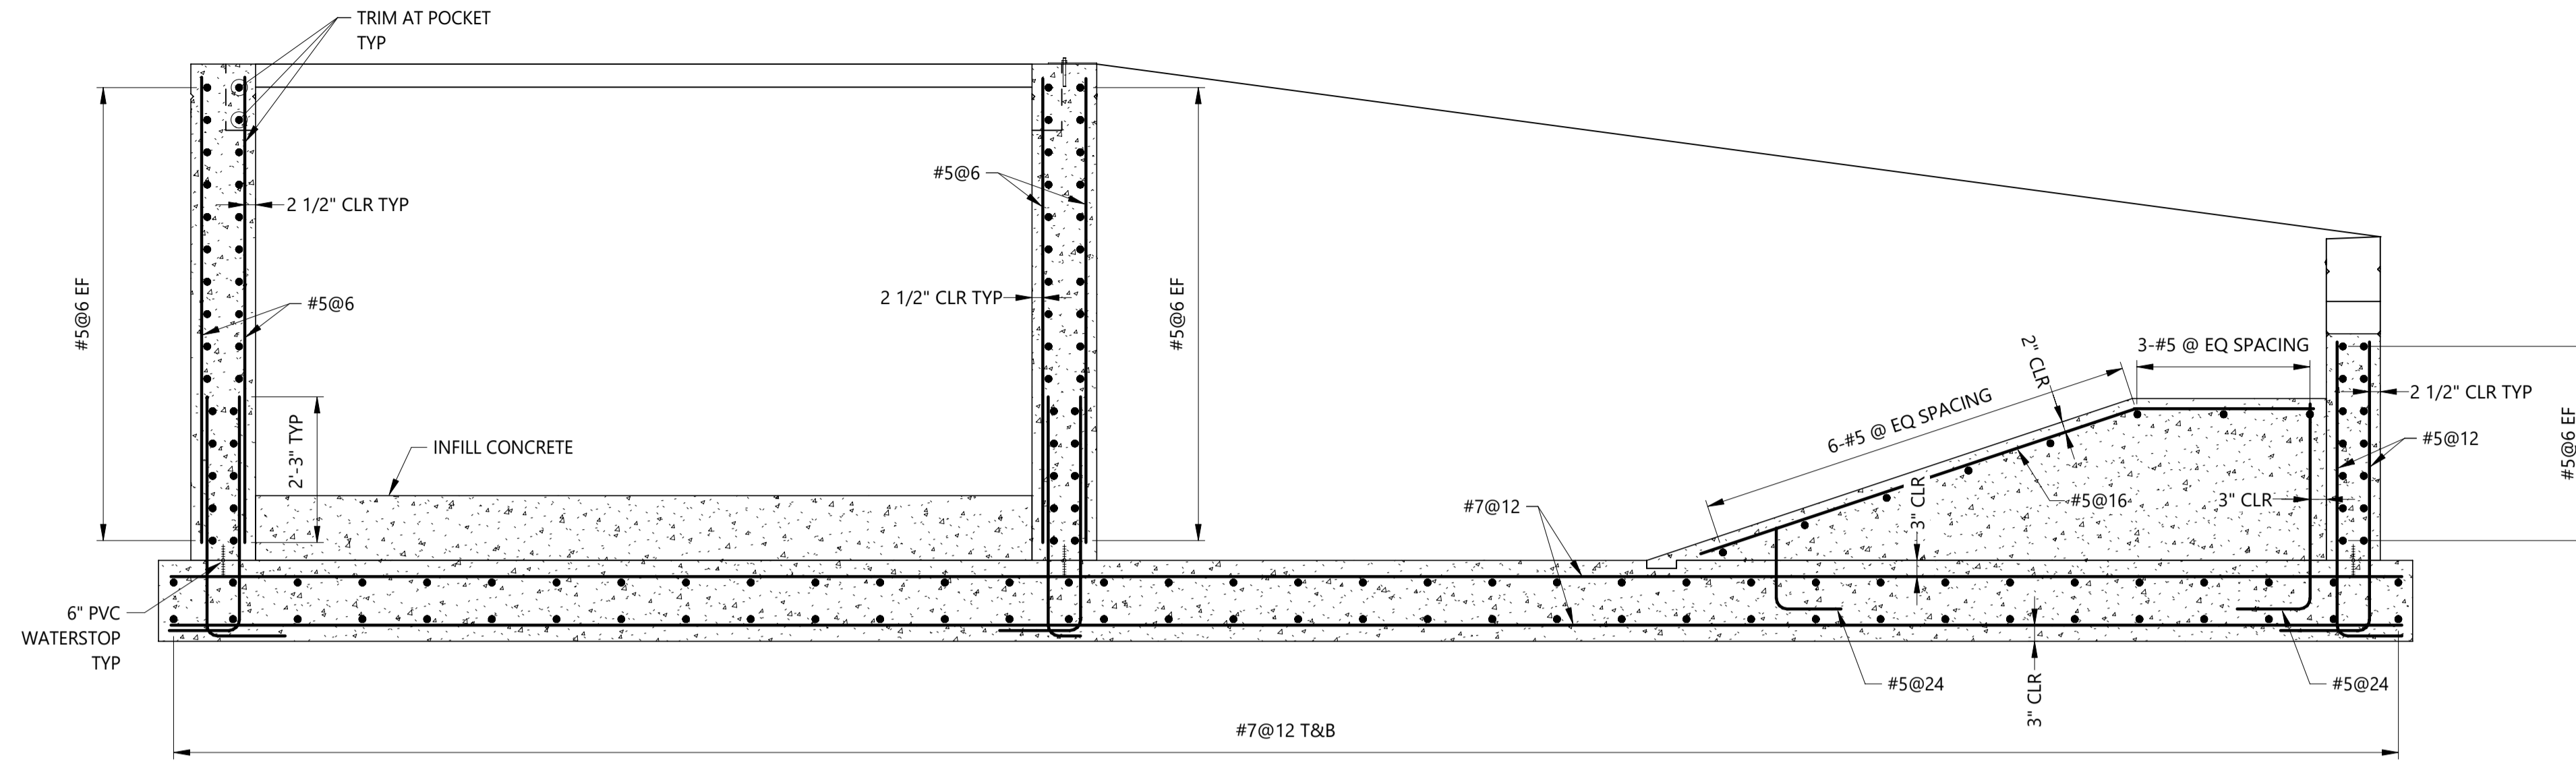 TRIM AT POCKET
TYP
#5@6 EF
2 1/2" CLR TYP
#5@6
2'-3" TYP
INFILL CONCRETE
6" PVC
WATERSTOP
TYP
#5@6
2 1/2" CLR TYP
#5@6 EF
#7@12
6-#5 @ EQ SPACING
2" CLR
3-#5 @ EQ SPACING
#5@16
3" CLR
3" CLR
2 1/2" CLR TYP
#5@12
#5@6 EF
#5@24
3" CLR
#5@24
#7@12 T&B